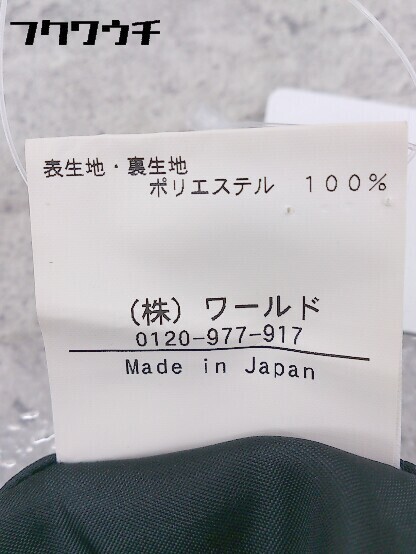 フクワウチ
表生地・裏生地
ポリエステル 100%
(株) ワールド
0120-977-917
Made in Japan